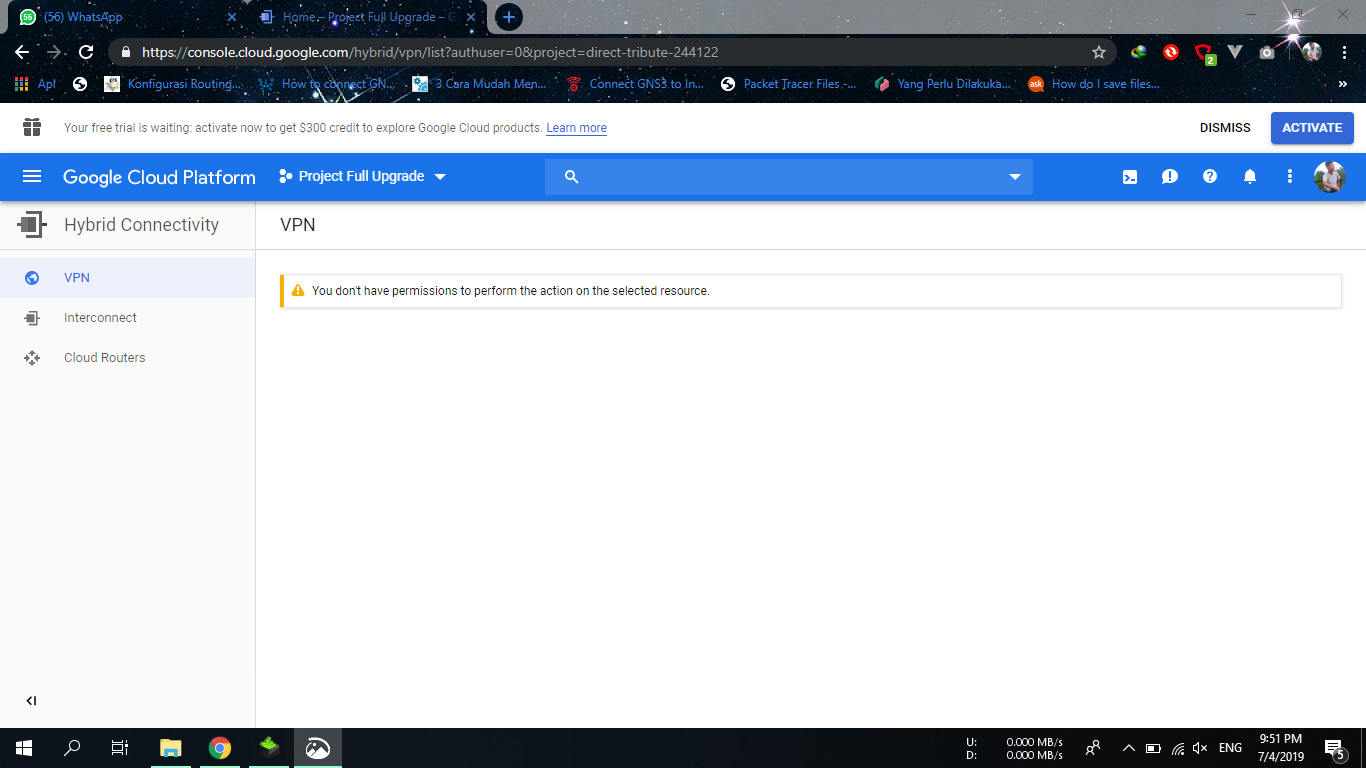 56
(56) WhatsApp
Home – Project Full Upgrade – G
https://console.cloud.google.com/hybrid/vpn/list?authuser=0&project=direct-tribute-244122
2
Apl
Konfigurasi Routing...
How to connect GN...
3 Cara Mudah Men...
Connect GNS3 to In...
Packet Tracer Files -...
ask
Yang Perlu Dilakuka...
How do I save files...
»
Your free trial is waiting: activate now to get $300 credit to explore Google Cloud products. Learn more
DISMISS
ACTIVATE
Google Cloud Platform
Project Full Upgrade
Hybrid Connectivity
VPN
VPN
You don't have permissions to perform the action on the selected resource.
Interconnect
Cloud Routers
U: 0.000 MB/s
D: 0.000 MB/s
ENG
9:51 PM
7/4/2019
5